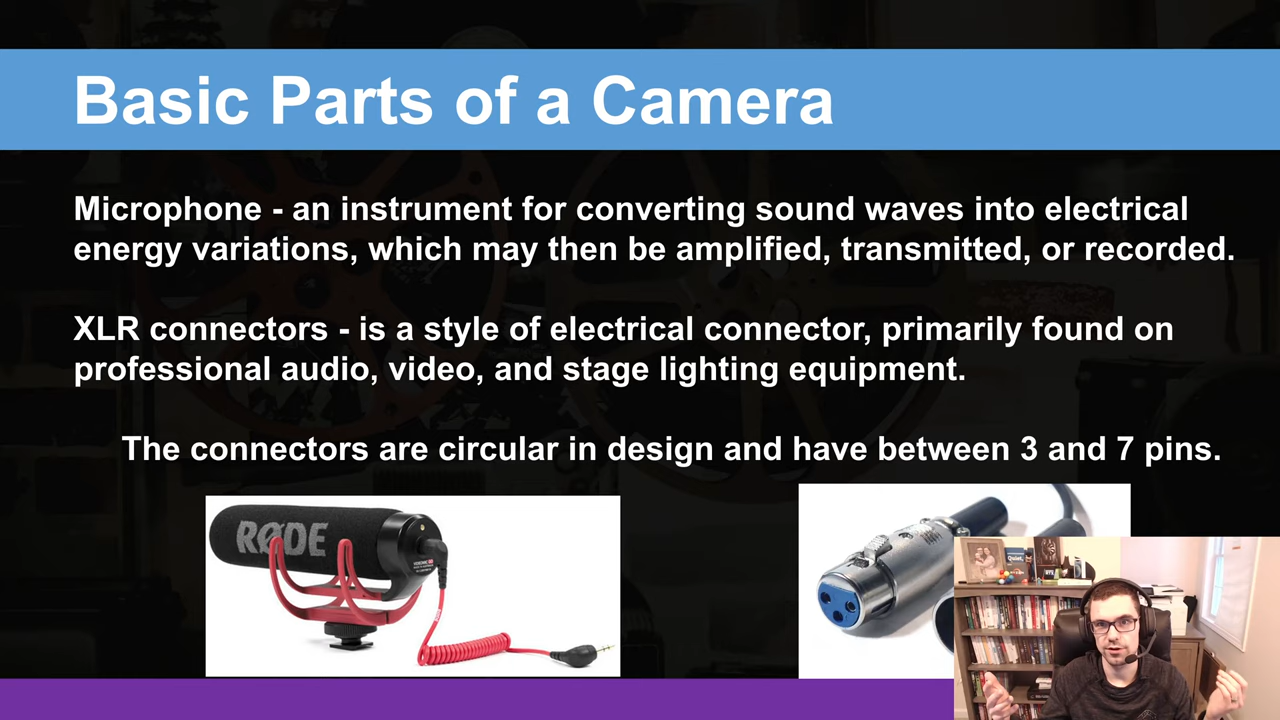 Basic Parts of a Camera
Microphone - an instrument for converting sound waves into electrical
energy variations, which may then be amplified, transmitted, or recorded.
XLR connectors - is a style of electrical connector, primarily found on
professional audio, video, and stage lighting equipment.
The connectors are circular in design and have between 3 and 7 pins.
RØDE
Quiet